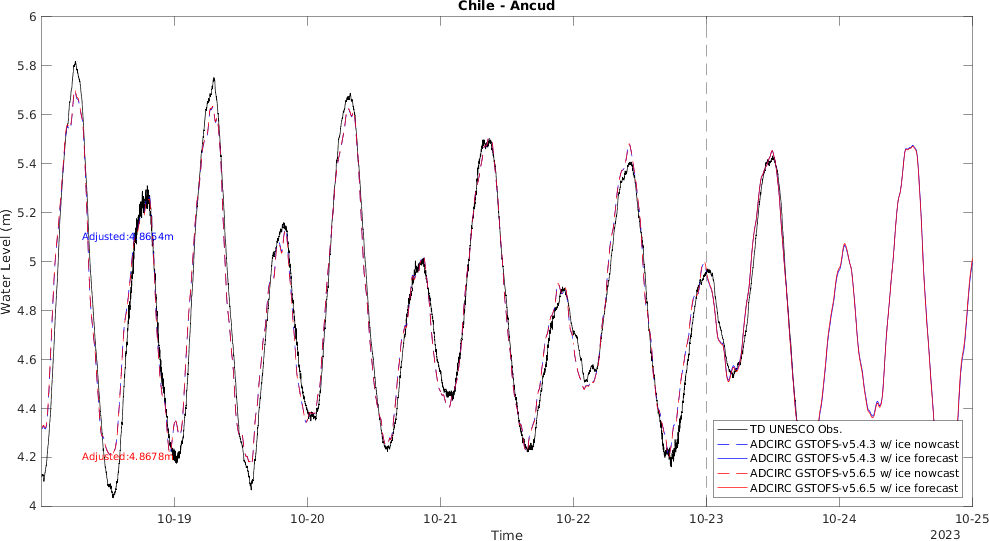 Chile - Ancud
Water Level (m)
6
5.8
5.6
5.4
5.2
5
4.8
4.6
4.4
4.2
4
Adjusted:4.8654m
Adjusted:4.8678m
TD UNESCO Obs.
ADCIRC GSTOFS-v5.4.3 w/ ice nowcast
ADCIRC GSTOFS-v5.4.3 w/ ice forecast
ADCIRC GSTOFS-v5.6.5 w/ ice nowcast
ADCIRC GSTOFS-v5.6.5 w/ ice forecast
10-19 10-20 10-21 10-22 10-23 10-24 10-25
Time
2023